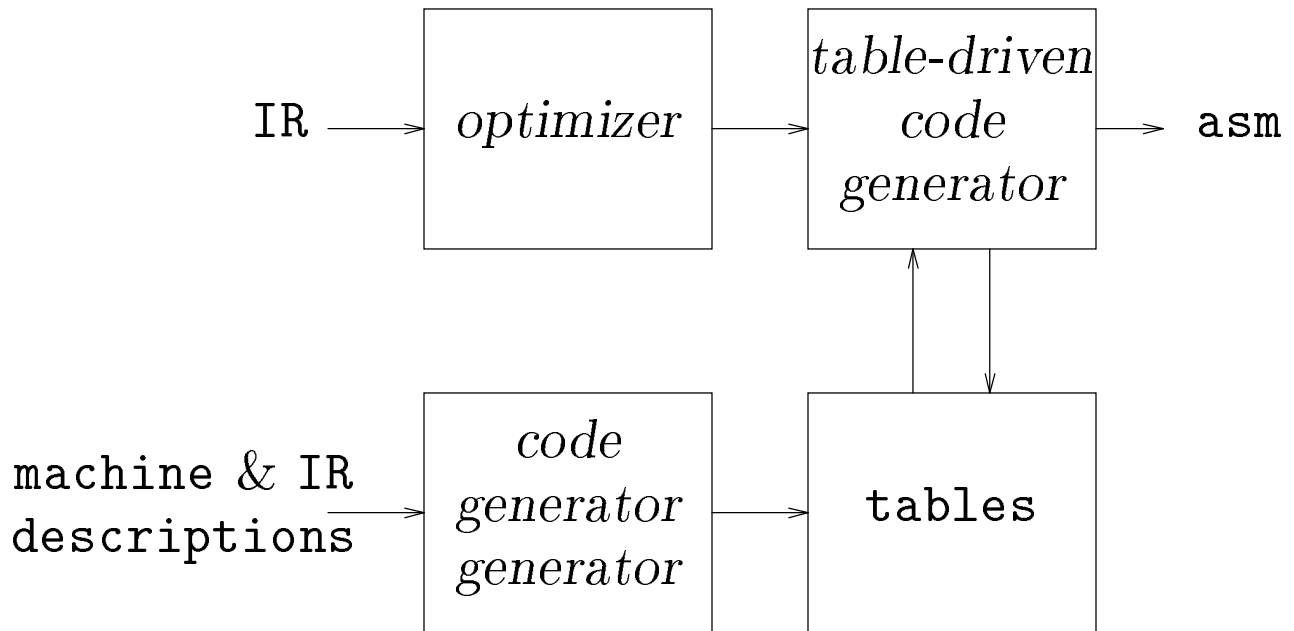 IR
optimizer
table-driven
code
generator
asm
machine & IR
descriptions
code
generator
generator
tables